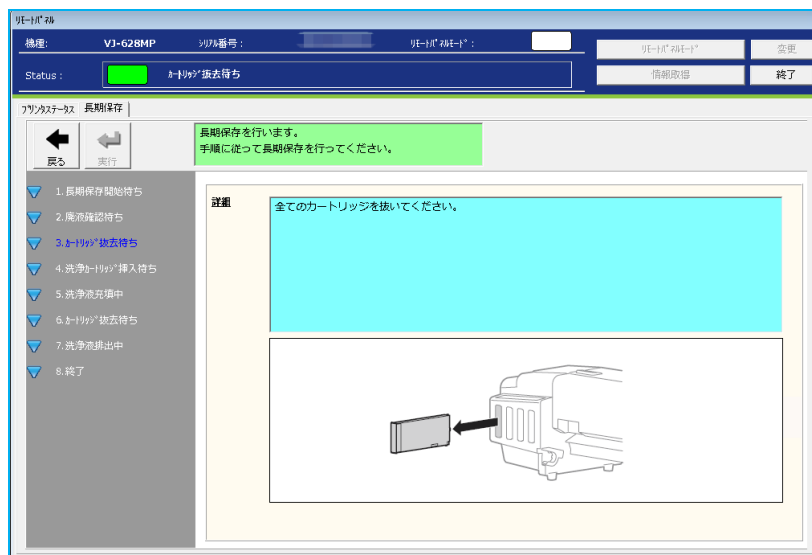 ﾘﾓｰﾄﾊﾟﾈﾙ
機種: VJ-628MP ｼﾘｱﾙ番号 : ﾘﾓｰﾄﾊﾟﾈﾙﾓｰﾄﾞ :
ﾘﾓｰﾄﾊﾟﾈﾙﾓｰﾄﾞ 変更
Status : ｶｰﾄﾘｯｼﾞ抜去待ち
情報取得 終了
ﾌﾟﾘﾝﾀｽﾃｰﾀｽ 長期保存
戻る 実行
長期保存を行います。
手順に従って長期保存を行ってください。
1.長期保存開始待ち
2.廃液確認待ち
3.ｶｰﾄﾘｯｼﾞ抜去待ち
4.洗浄ｶｰﾄﾘｯｼﾞ挿入待ち
5.洗浄液充填中
6.ｶｰﾄﾘｯｼﾞ抜去待ち
7.洗浄液排出中
8.終了
詳細
全てのカートリッジを抜いてください。